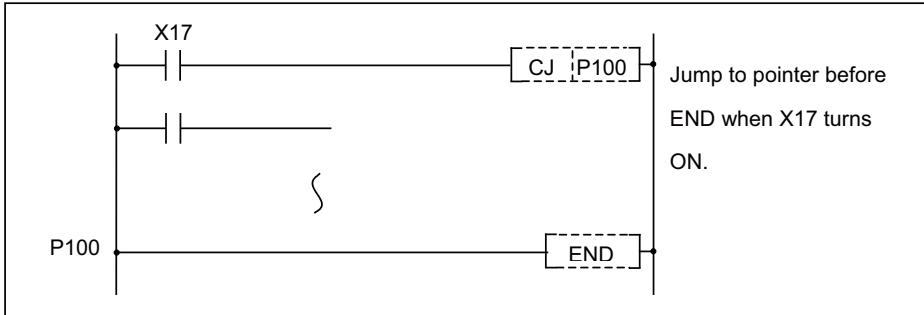 X17
CJ P100
Jump to pointer before
END when X17 turns
ON.
P100
END